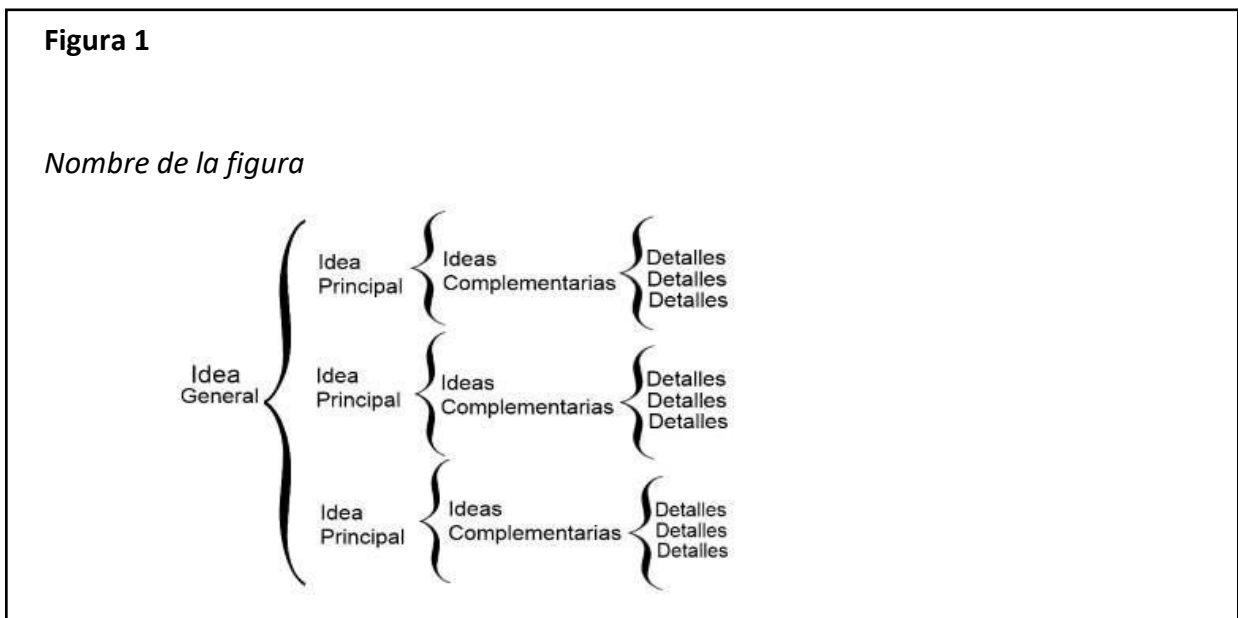 Figura 1
Nombre de la figura
Idea
General
Idea
Principal
Ideas
Complementarias
Detalles
Detalles
Detalles
Idea
Principal
Ideas
Complementarias
Detalles
Detalles
Detalles
Idea
Principal
Ideas
Complementarias
Detalles
Detalles
Detalles